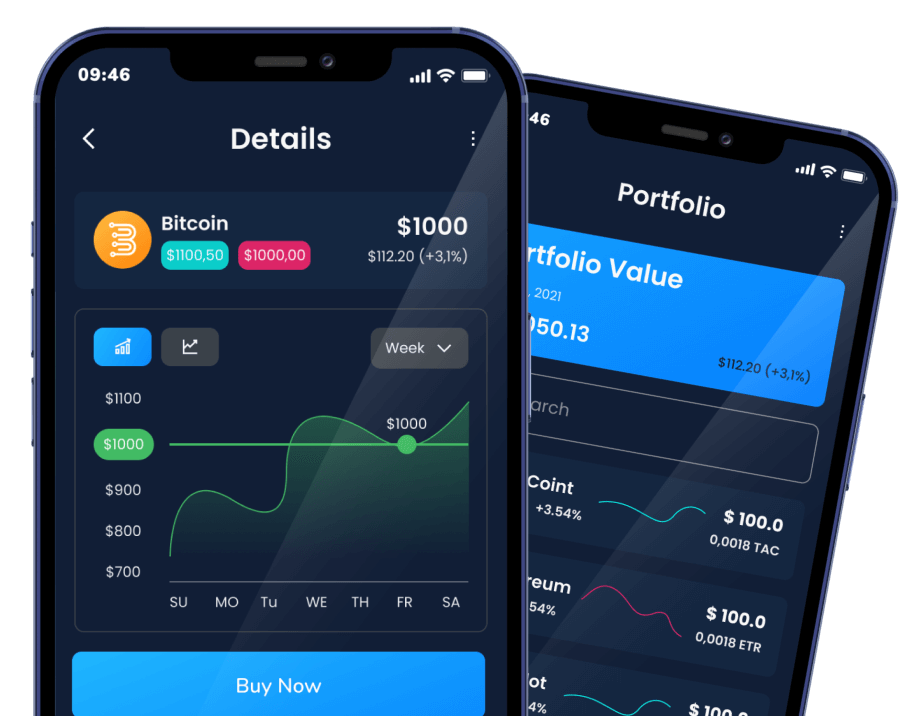 09:46
Details
Bitcoin
$1000
$1100,50 $1000,00
$112.20 (+3,1%)
Week
$1100
$1000
$1000
$900
$800
$700
SU MO Tu WE TH FR SA
Buy Now
46
Portfolio
rtfolio Value
, 2021
050.13
$112.20 (+3,1%)
arch
Coint
+3.54%
$ 100.0
0,0018 TAC
reum
54%
$ 100.0
0,0018 ETR
ot
4%
$ 100.0